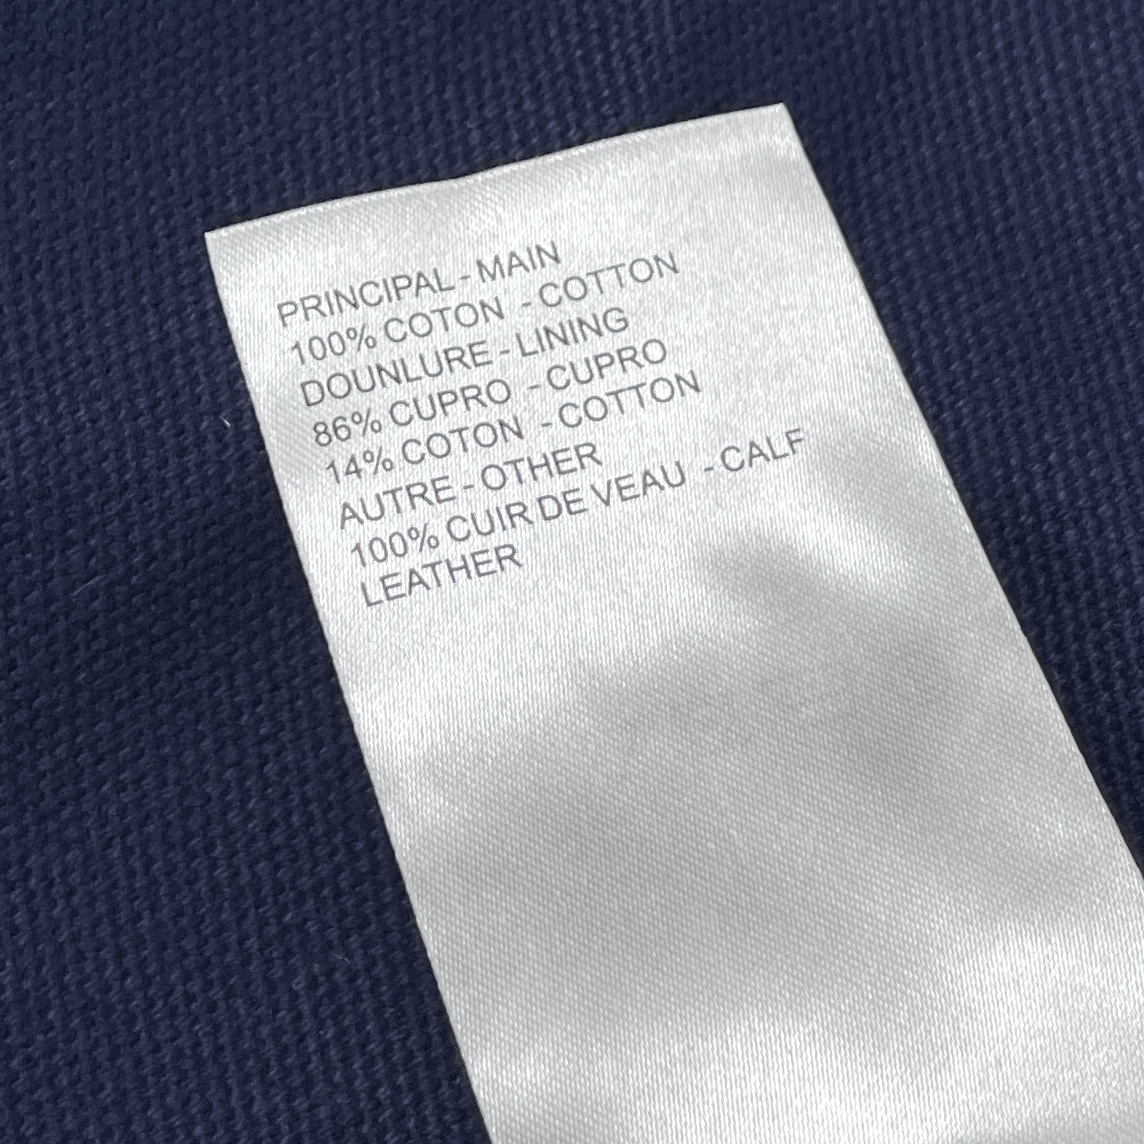 PRINCIPAL - MAIN
100% COTON - COTTON
DOUNLURE - LINING
86% CUPRO - CUPRO
14% COTON - COTTON
AUTRE - OTHER
100% CUIR DE VEAU - CALF
LEATHER